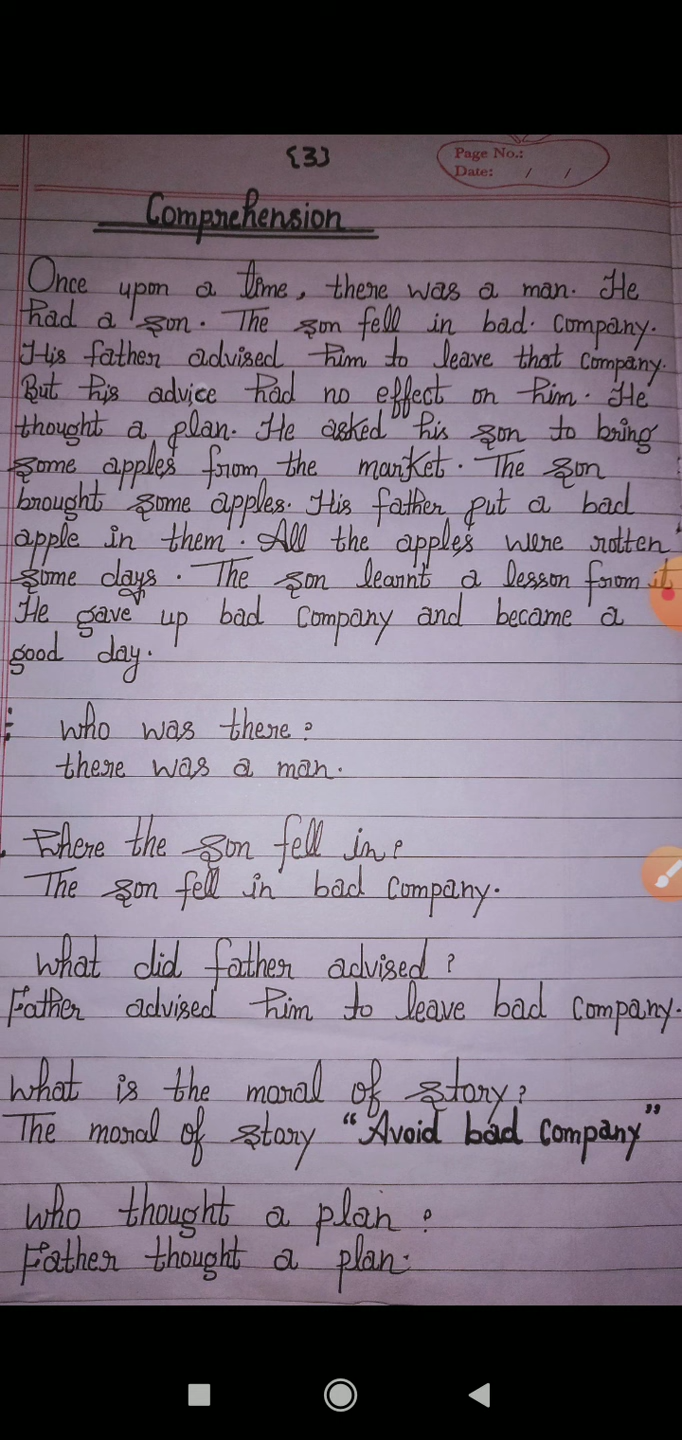 {3}
Page No.:
Date: / /
Comprehension
Once upon a time, there was a man. He
had a son. The son fell in bad. Company.
His father advised him to leave that Company.
But his advice had no effect on him. He
thought a plan. He asked his son to bring
some apples from the market. The son
brought some apples. His father put a bad
apple in them. All the apples were rotten
some days. The son learnt a lesson from it
He gave up bad Company and became a
good day.
Who was there?
there was a man.
Where the son fell in?
The son fell in bad Company.
What did father advised?
Father advised him to leave bad Company.
What is the moral of story?
The moral of story "Avoid bad Company"
Who thought a plan?
Father thought a plan.